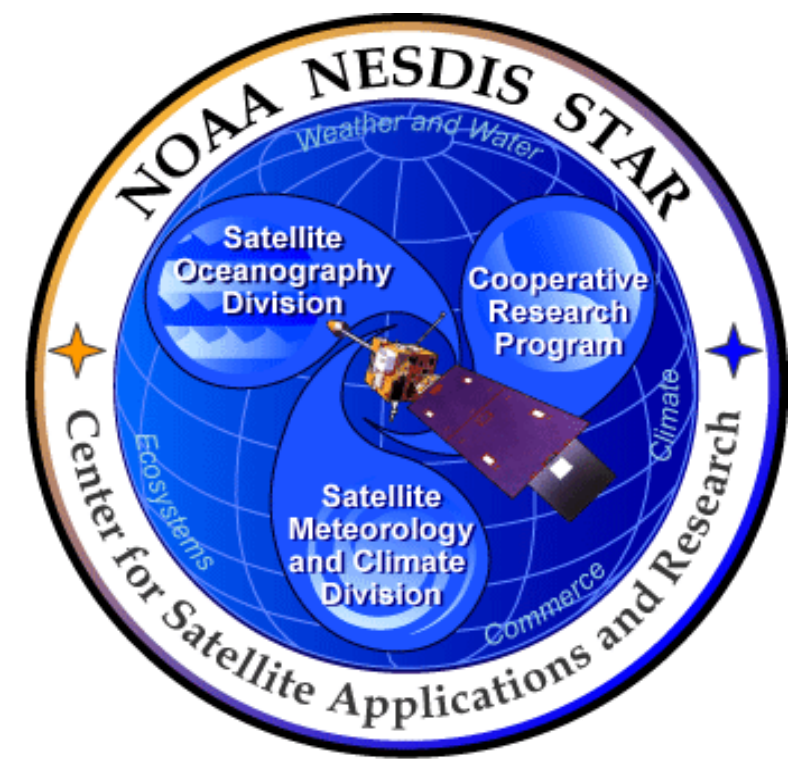 NOAA NESDIS STAR
Weather and Water
Satellite
Oceanography
Division
Cooperative
Research
Program
Climate
Ecosystems
Satellite
Meteorology
and Climate
Division
Commerce
Center for Satellite Applications and Research